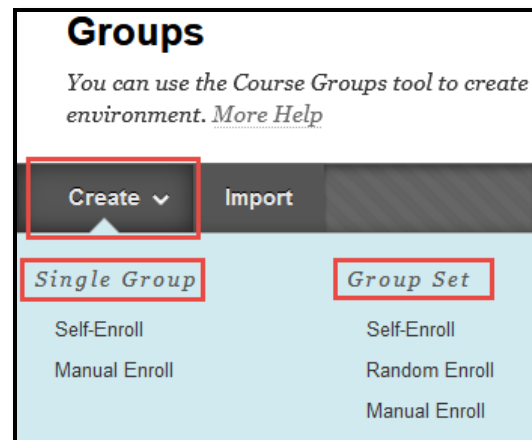 Groups
You can use the Course Groups tool to create
environment. More Help
Create Import
Single Group Group Set
Self-Enroll Self-Enroll
Manual Enroll Random Enroll
Manual Enroll